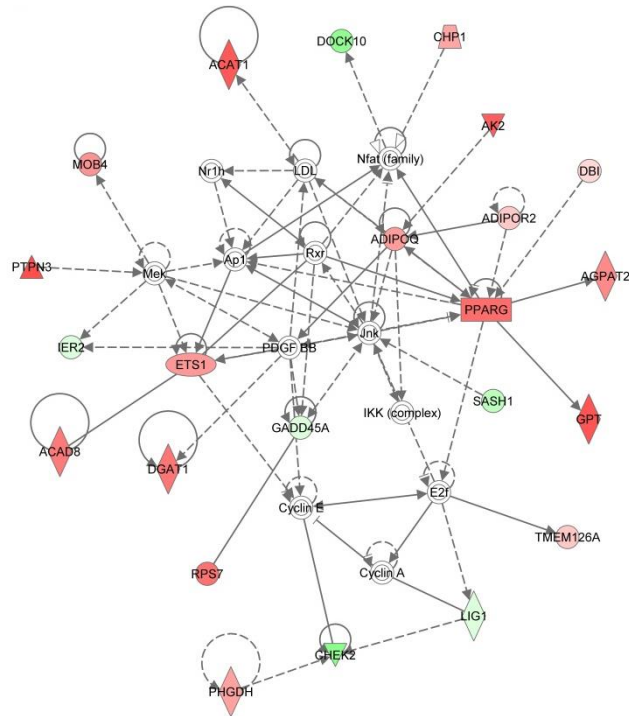 DOCK10
CHP1
ACAT1
AK2
MOB4
Nr1h
LDL
Nfat (family)
DBI
ADIPOR2
PTPN3
Mek
Ap1
Rxr
ADIPOQ
AGPAT2
PPARG
IER2
ETS1
PDGF BB
Jnk
SASH1
IKK (complex)
GPT
ACAD8
DGAT1
GADD45A
E2f
Cyclin E
TMEM126A
RPS7
Cyclin A
LIG1
CHEK2
PHGDH